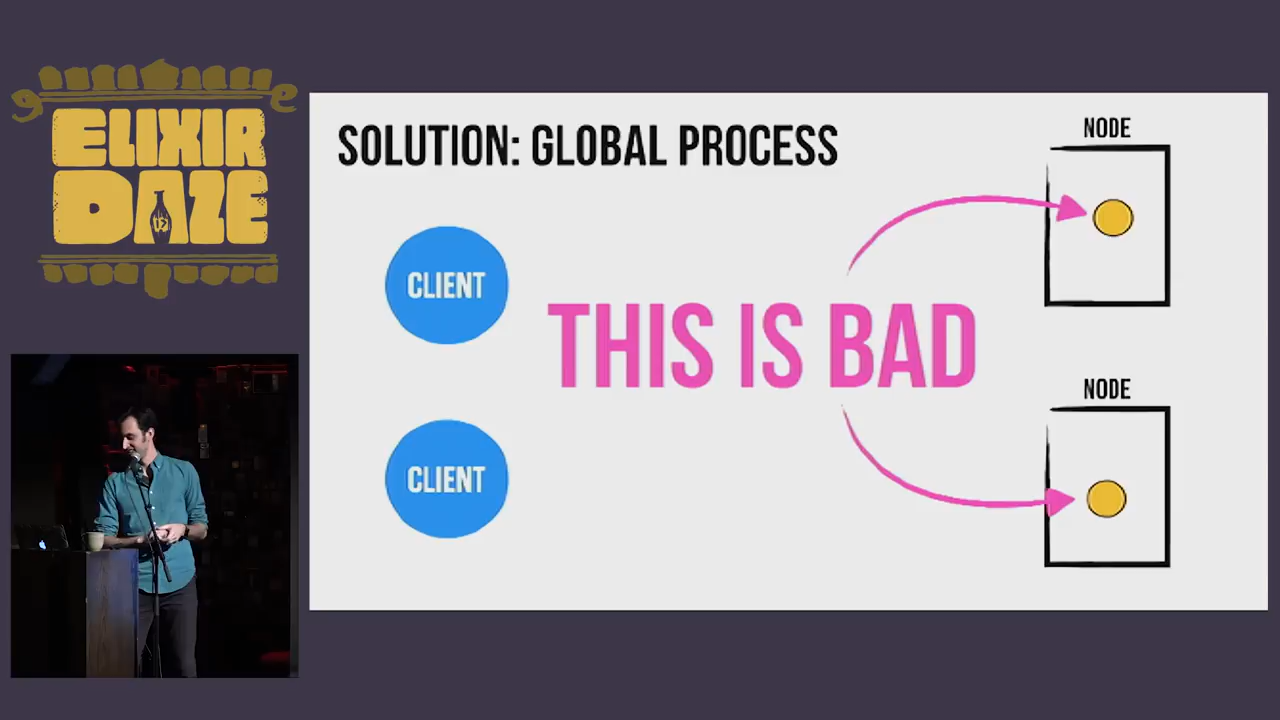 ELIXIR
DAZE
SOLUTION: GLOBAL PROCESS
NODE
CLIENT
THIS IS BAD
NODE
CLIENT